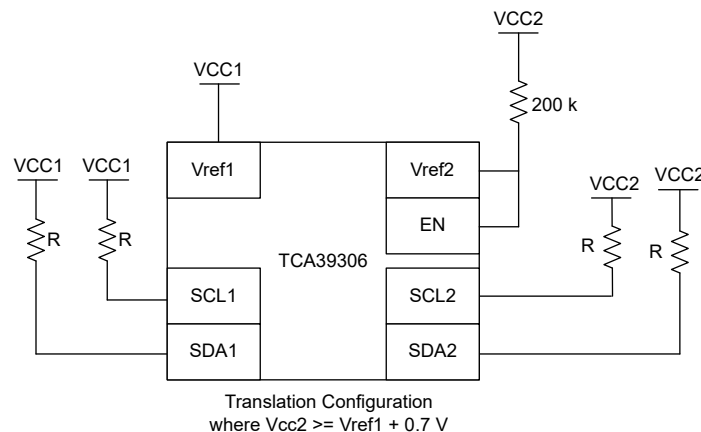 VCC2
VCC1
200 k
VCC1
VCC1
Vref1
Vref2
VCC2
VCC2
EN
R
R
R
R
TCA39306
SCL1
SCL2
SDA1
SDA2
Translation Configuration
where Vcc2 >= Vref1 + 0.7 V